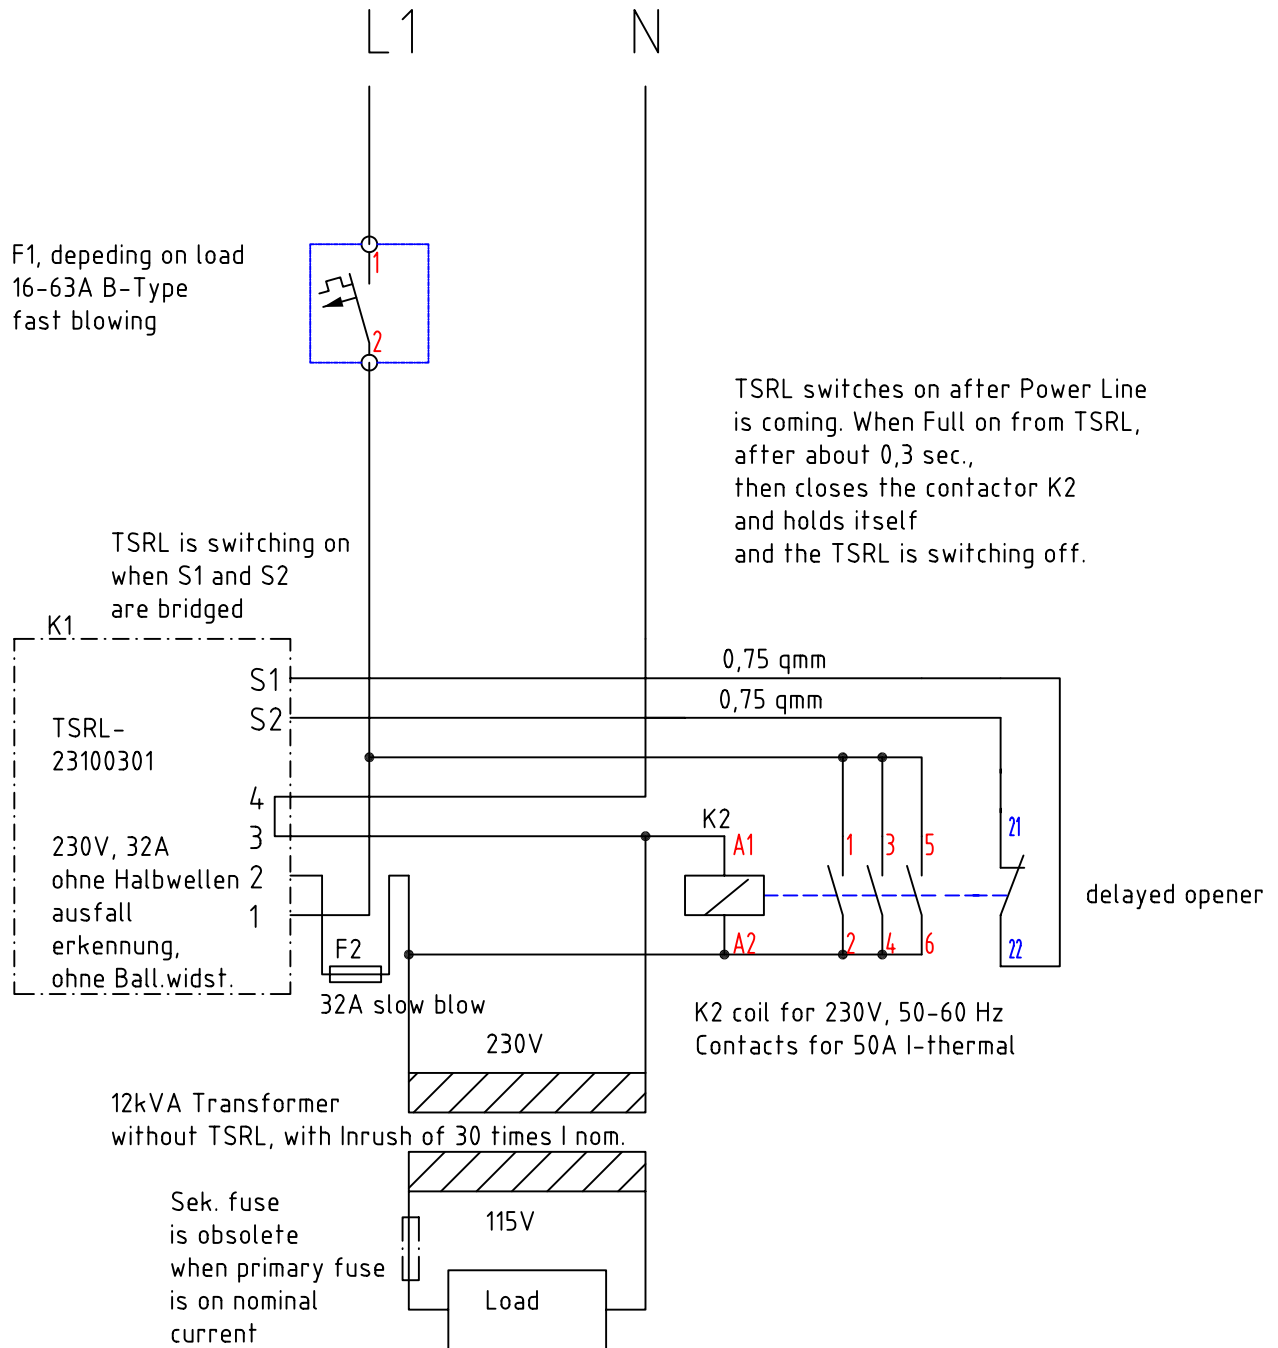 L1
N
F1, depeding on load
16-63A B-Type
fast blowing
1
2
TSRL switches on after Power Line
is coming. When Full on from TSRL,
after about 0,3 sec.,
then closes the contactor K2
and holds itself
and the TSRL is switching off.
TSRL is switching on
when S1 and S2
are bridged
K1
S1
0,75 qmm
S2
0,75 qmm
TSRL-
23100301
4
3
K2
A1
1
3
5
21
230V, 32A
ohne Halbwellen
ausfall
erkennung,
ohne Ball.widst.
2
1
delayed opener
F2
A2
2
4
6
22
32A slow blow
K2 coil for 230V, 50-60 Hz
Contacts for 50A I-thermal
230V
12kVA Transformer
without TSRL, with Inrush of 30 times I nom.
Sek. fuse
is obsolete
when primary fuse
is on nominal
current
115V
Load